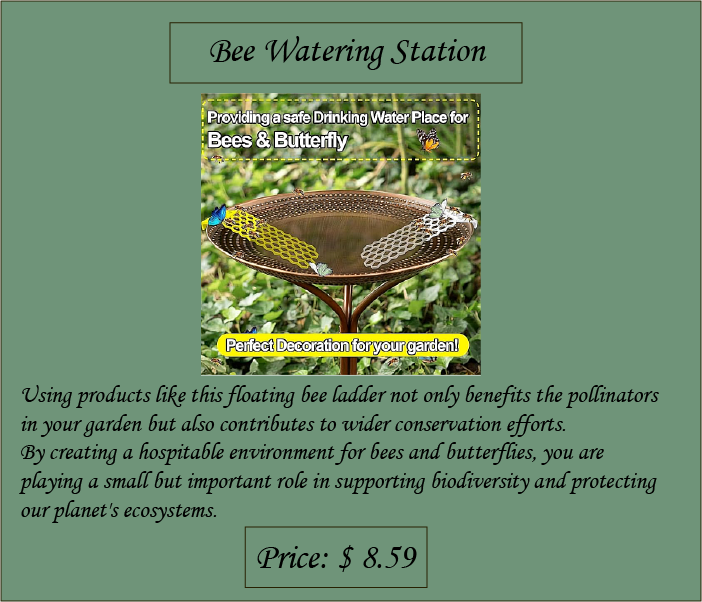 Bee Watering Station
Providing a safe Drinking Water Place for
Bees & Butterfly
Perfect Decoration for your garden!
Using products like this floating bee ladder not only benefits the pollinators
in your garden but also contributes to wider conservation efforts.
By creating a hospitable environment for bees and butterflies, you are
playing a small but important role in supporting biodiversity and protecting
our planet's ecosystems.
Price: $ 8.59